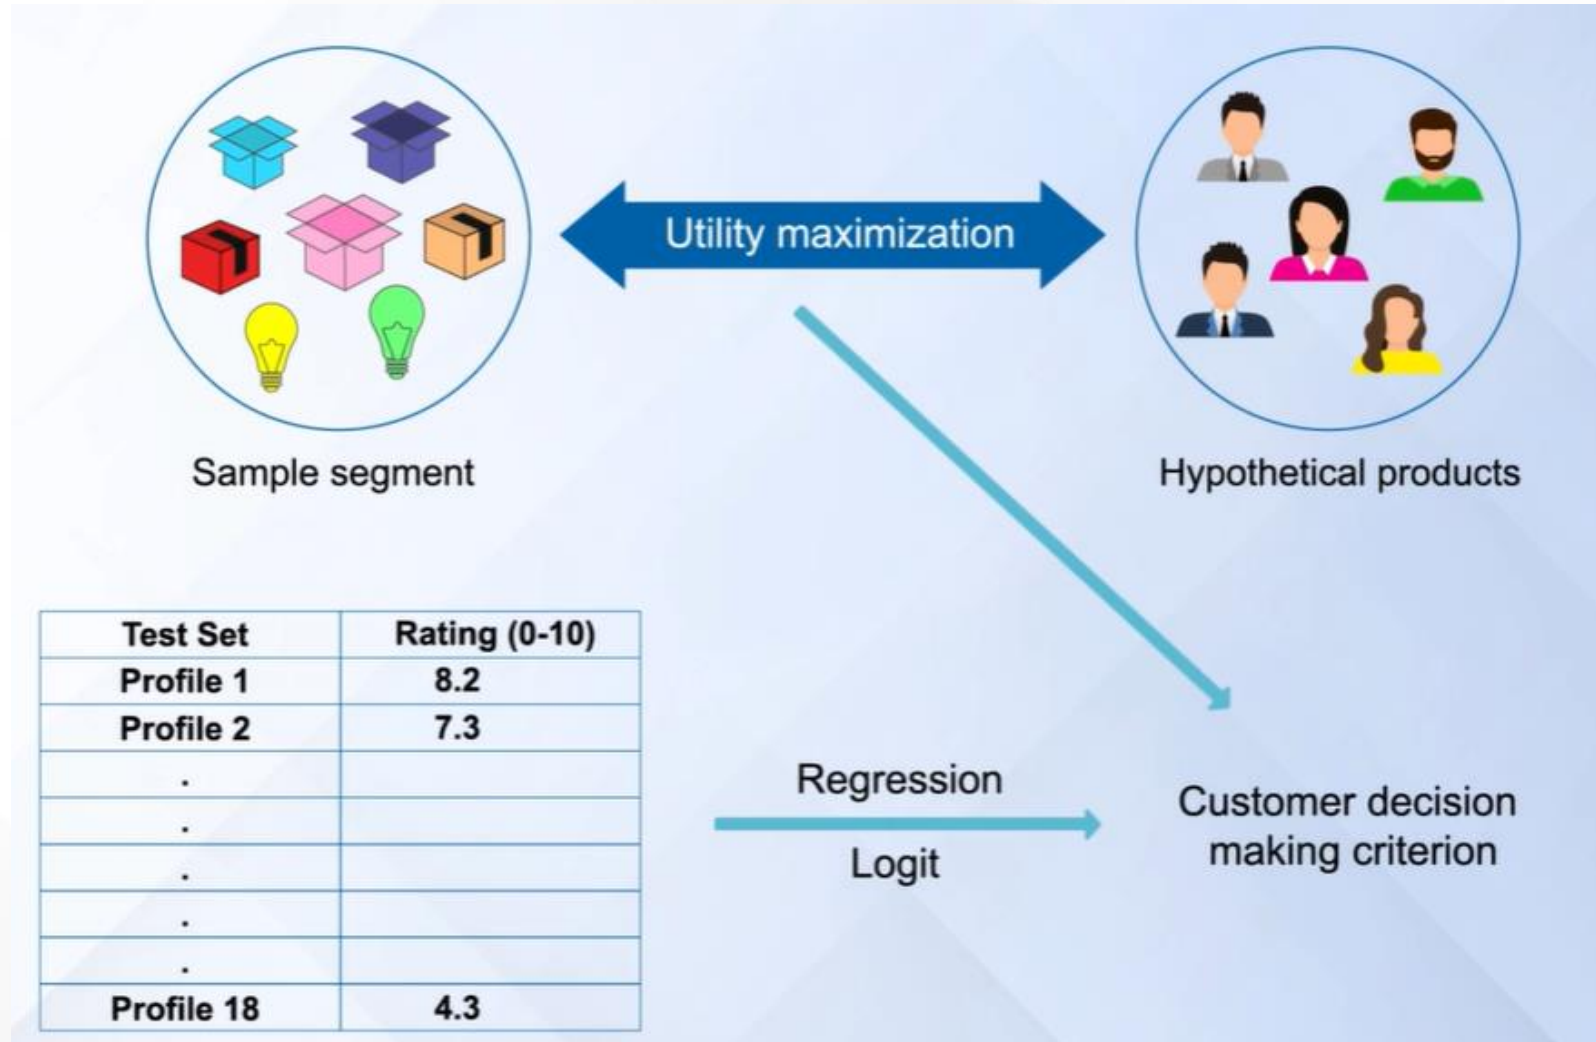 Utility maximization
Sample segment
Hypothetical products
Test Set Rating (0-10)
Profile 1 8.2
Profile 2 7.3
.
.
.
.
.
Profile 18 4.3
Regression
Logit
Customer decision
making criterion